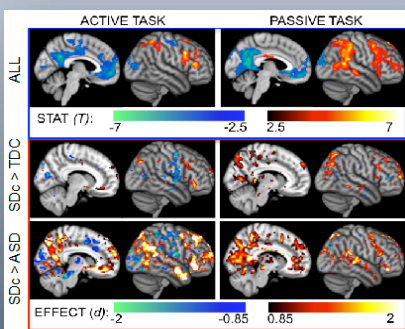 ACTIVE TASK PASSIVE TASK
ALL
STAT (T): -7 -2.5 2.5 7
SDc > TDC
SDc > ASD
EFFECT (d): -2 -0.85 0.85 2